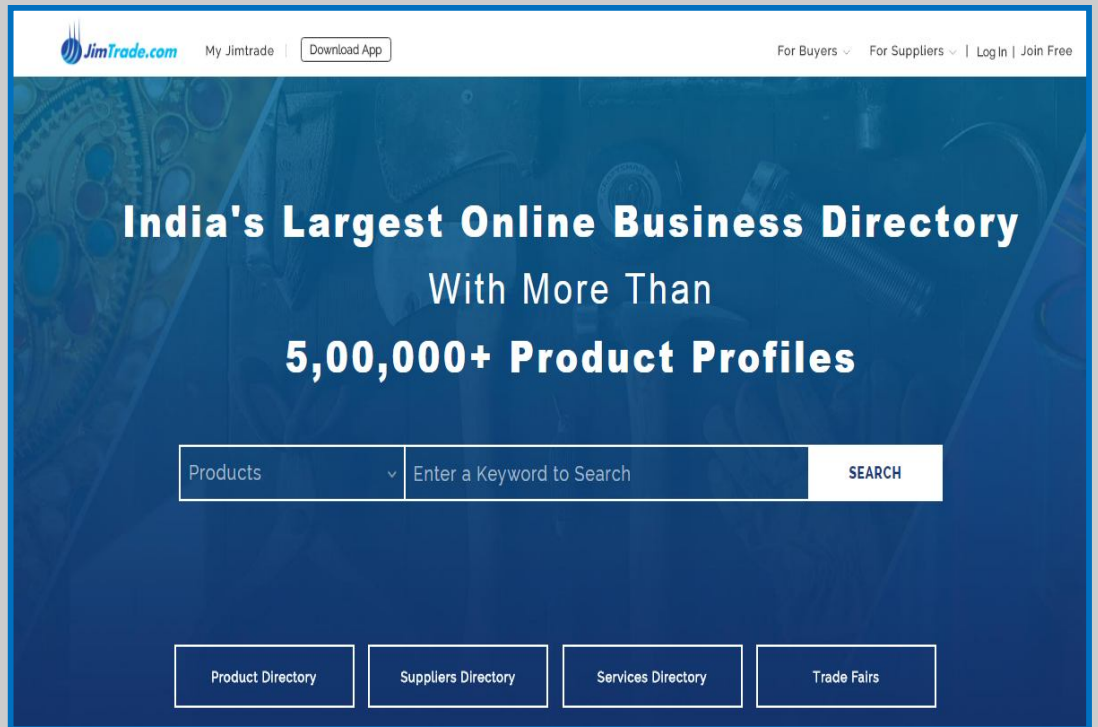 JimTrade.com My Jimtrade | Download App For Buyers For Suppliers | Log In | Join Free
India's Largest Online Business Directory
With More Than
5,00,000+ Product Profiles
Products Enter a Keyword to Search SEARCH
Product Directory Suppliers Directory Services Directory Trade Fairs